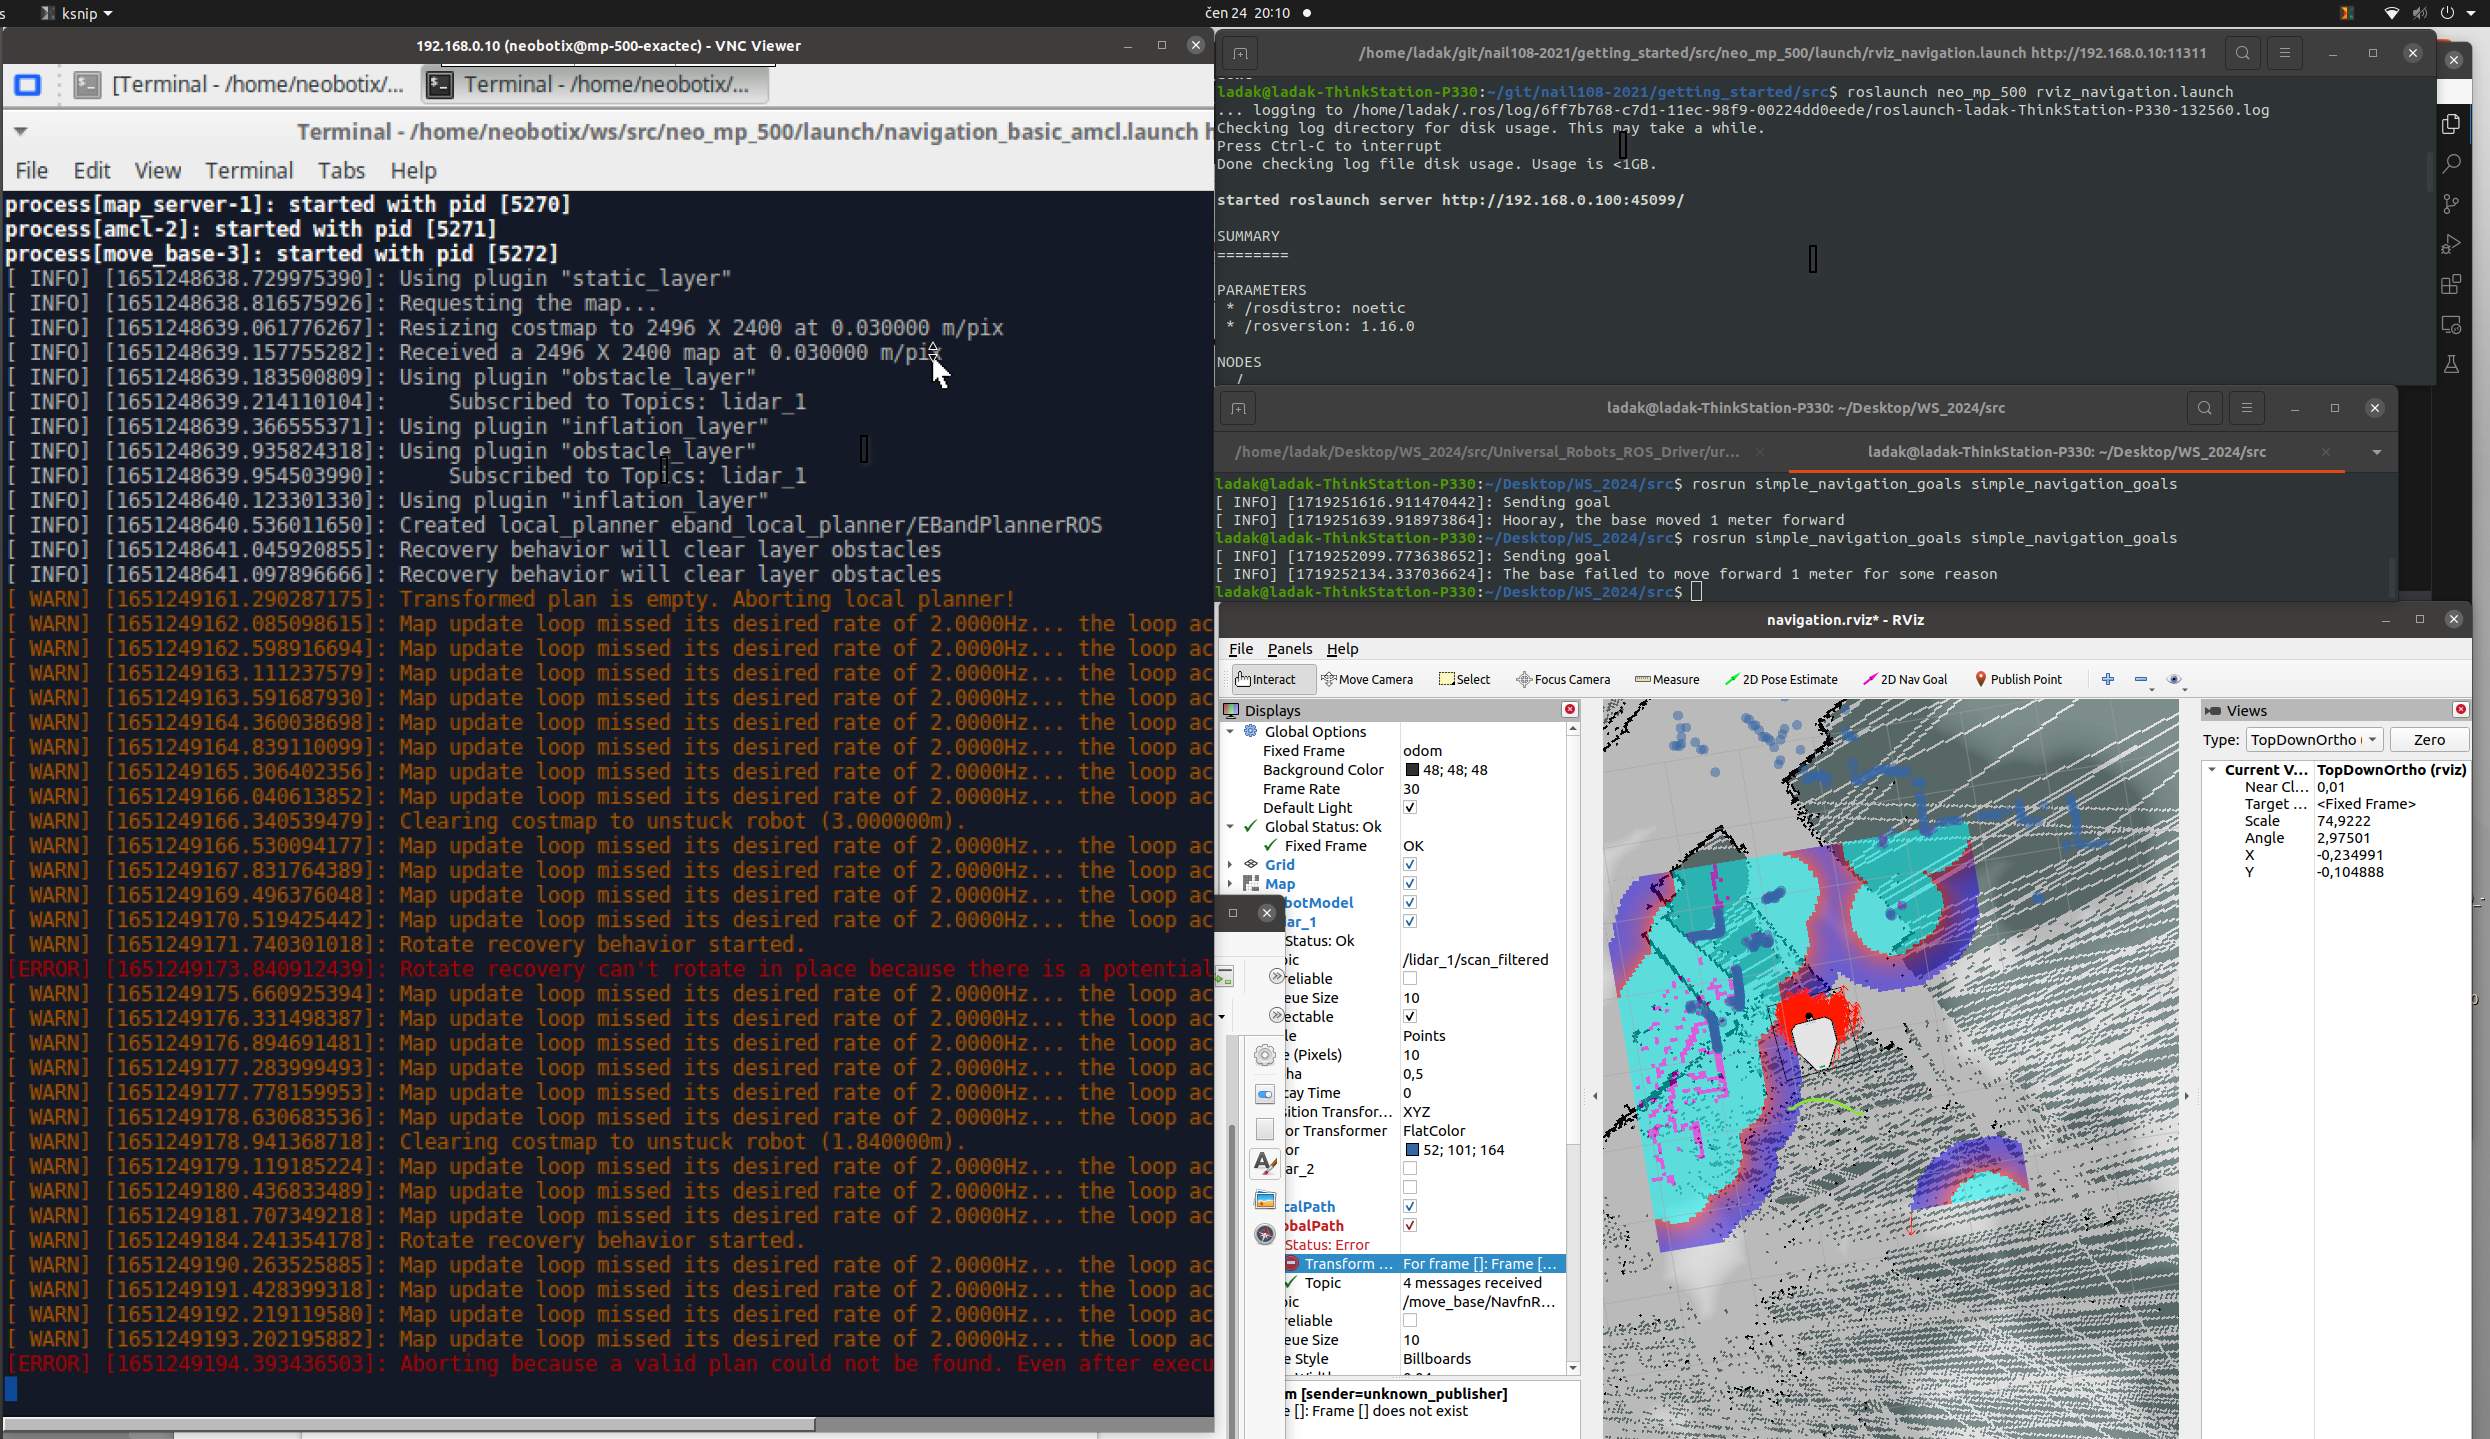 ksnip
čen 24 20:10
192.168.0.10 (neobotix@mp-500-exactec) - VNC Viewer
[Terminal - /home/neobotix/...
Terminal - /home/neobotix/...
Terminal - /home/neobotix/ws/src/neo_mp_500/launch/navigation_basic_amcl.launch h
File Edit View Terminal Tabs Help
process[map_server-1]: started with pid [5270]
process[amcl-2]: started with pid [5271]
process[move_base-3]: started with pid [5272]
[ INFO] [1651248638.729975390]: Using plugin "static_layer"
[ INFO] [1651248638.816575926]: Requesting the map...
[ INFO] [1651248639.061776267]: Resizing costmap to 2496 X 2400 at 0.030000 m/pix
[ INFO] [1651248639.157755282]: Received a 2496 X 2400 map at 0.030000 m/pix
[ INFO] [1651248639.183500809]: Using plugin "obstacle_layer"
[ INFO] [1651248639.214110104]:     Subscribed to Topics: lidar_1
[ INFO] [1651248639.366555371]: Using plugin "inflation_layer"
[ INFO] [1651248639.935824318]: Using plugin "obstacle_layer"
[ INFO] [1651248639.954503990]:     Subscribed to Topics: lidar_1
[ INFO] [1651248640.123301330]: Using plugin "inflation_layer"
[ INFO] [1651248640.536011650]: Created local_planner eband_local_planner/EBandPlannerROS
[ INFO] [1651248641.045920855]: Recovery behavior will clear layer obstacles
[ INFO] [1651248641.097896666]: Recovery behavior will clear layer obstacles
[ WARN] [1651249161.290287175]: Transformed plan is empty. Aborting local planner!
[ WARN] [1651249162.085098615]: Map update loop missed its desired rate of 2.0000Hz... the loop ac
[ WARN] [1651249162.598916694]: Map update loop missed its desired rate of 2.0000Hz... the loop ac
[ WARN] [1651249163.111237579]: Map update loop missed its desired rate of 2.0000Hz... the loop ac
[ WARN] [1651249163.591687930]: Map update loop missed its desired rate of 2.0000Hz... the loop ac
[ WARN] [1651249164.360038698]: Map update loop missed its desired rate of 2.0000Hz... the loop ac
[ WARN] [1651249164.839110099]: Map update loop missed its desired rate of 2.0000Hz... the loop ac
[ WARN] [1651249165.306402356]: Map update loop missed its desired rate of 2.0000Hz... the loop ac
[ WARN] [1651249166.040613852]: Map update loop missed its desired rate of 2.0000Hz... the loop ac
[ WARN] [1651249166.340539479]: Clearing costmap to unstuck robot (3.000000m).
[ WARN] [1651249166.530094177]: Map update loop missed its desired rate of 2.0000Hz... the loop ac
[ WARN] [1651249167.831764389]: Map update loop missed its desired rate of 2.0000Hz... the loop ac
[ WARN] [1651249169.496376048]: Map update loop missed its desired rate of 2.0000Hz... the loop ac
[ WARN] [1651249170.519425442]: Map update loop missed its desired rate of 2.0000Hz... the loop ac
[ WARN] [1651249171.740301018]: Rotate recovery behavior started.
[ERROR] [1651249173.840912439]: Rotate recovery can't rotate in place because there is a potential
[ WARN] [1651249175.660925394]: Map update loop missed its desired rate of 2.0000Hz... the loop ac
[ WARN] [1651249176.331498387]: Map update loop missed its desired rate of 2.0000Hz... the loop ac
[ WARN] [1651249176.894691481]: Map update loop missed its desired rate of 2.0000Hz... the loop ac
[ WARN] [1651249177.283999493]: Map update loop missed its desired rate of 2.0000Hz... the loop ac
[ WARN] [1651249177.778159953]: Map update loop missed its desired rate of 2.0000Hz... the loop ac
[ WARN] [1651249178.630683536]: Map update loop missed its desired rate of 2.0000Hz... the loop ac
[ WARN] [1651249178.941368718]: Clearing costmap to unstuck robot (1.840000m).
[ WARN] [1651249179.119185224]: Map update loop missed its desired rate of 2.0000Hz... the loop ac
[ WARN] [1651249180.436833489]: Map update loop missed its desired rate of 2.0000Hz... the loop ac
[ WARN] [1651249181.707349218]: Map update loop missed its desired rate of 2.0000Hz... the loop ac
[ WARN] [1651249184.241354178]: Rotate recovery behavior started.
[ WARN] [1651249190.263525885]: Map update loop missed its desired rate of 2.0000Hz... the loop ac
[ WARN] [1651249191.428399318]: Map update loop missed its desired rate of 2.0000Hz... the loop ac
[ WARN] [1651249192.219119580]: Map update loop missed its desired rate of 2.0000Hz... the loop ac
[ WARN] [1651249193.202195882]: Map update loop missed its desired rate of 2.0000Hz... the loop ac
[ERROR] [1651249194.393436503]: Aborting because a valid plan could not be found. Even after execu
/home/ladak/git/nail108-2021/getting_started/src/neo_mp_500/launch/rviz_navigation.launch http://192.168.0.10:11311
ladak@ladak-ThinkStation-P330:~/git/nail108-2021/getting_started/src$ roslaunch neo_mp_500 rviz_navigation.launch
... logging to /home/ladak/.ros/log/6ff7b768-c7d1-11ec-98f9-00224dd0eede/roslaunch-ladak-ThinkStation-P330-132560.log
Checking log directory for disk usage. This may take a while.
Press Ctrl-C to interrupt
Done checking log file disk usage. Usage is <1GB.
started roslaunch server http://192.168.0.100:45099/
SUMMARY
========
PARAMETERS
* /rosdistro: noetic
* /rosversion: 1.16.0
NODES
/
ladak@ladak-ThinkStation-P330: ~/Desktop/WS_2024/src
/home/ladak/Desktop/WS_2024/src/Universal_Robots_ROS_Driver/ur...
ladak@ladak-ThinkStation-P330: ~/Desktop/WS_2024/src
ladak@ladak-ThinkStation-P330:~/Desktop/WS_2024/src$ rosrun simple_navigation_goals simple_navigation_goals
[ INFO] [1719251616.911470442]: Sending goal
[ INFO] [1719251639.918973864]: Hooray, the base moved 1 meter forward
ladak@ladak-ThinkStation-P330:~/Desktop/WS_2024/src$ rosrun simple_navigation_goals simple_navigation_goals
[ INFO] [1719252099.773638652]: Sending goal
[ INFO] [1719252134.337036624]: The base failed to move forward 1 meter for some reason
ladak@ladak-ThinkStation-P330:~/Desktop/WS_2024/src$
navigation.rviz* - RViz
File Panels Help
Interact Move Camera Select Focus Camera Measure 2D Pose Estimate 2D Nav Goal Publish Point
Displays
Global Options
Fixed Frame odom
Background Color 48; 48; 48
Frame Rate 30
Default Light
Global Status: Ok
Fixed Frame OK
Grid
Map
botModel
ar_1
Status: Ok
ic /lidar_1/scan_filtered
reliable
eue Size 10
ectable
le Points
e (Pixels) 10
ha 0,5
cay Time 0
sition Transfor... XYZ
or Transformer FlatColor
or 52; 101; 164
ar_2
calPath
obalPath
Status: Error
Transform ... For frame []: Frame [...
Topic 4 messages received
ic /move_base/NavfnR...
reliable
eue Size 10
e Style Billboards
m [sender=unknown_publisher]
e []: Frame [] does not exist
Views
Type: TopDownOrtho ( Zero
Current V... TopDownOrtho (rviz)
Near Cl... 0,01
Target ... <Fixed Frame>
Scale 74,9222
Angle 2,97501
X -0,234991
Y -0,104888